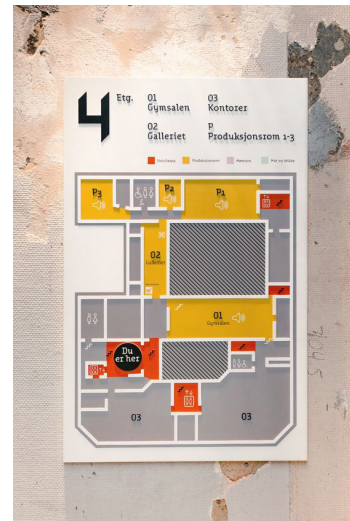 4 Etg.
01 Gymsalen
03 Kontorer
02 Galleriet
P Produksjonsrom 1-3
P3
P2
P1
02
Galleriet
01
Gymsalen
Du
er her
03
03